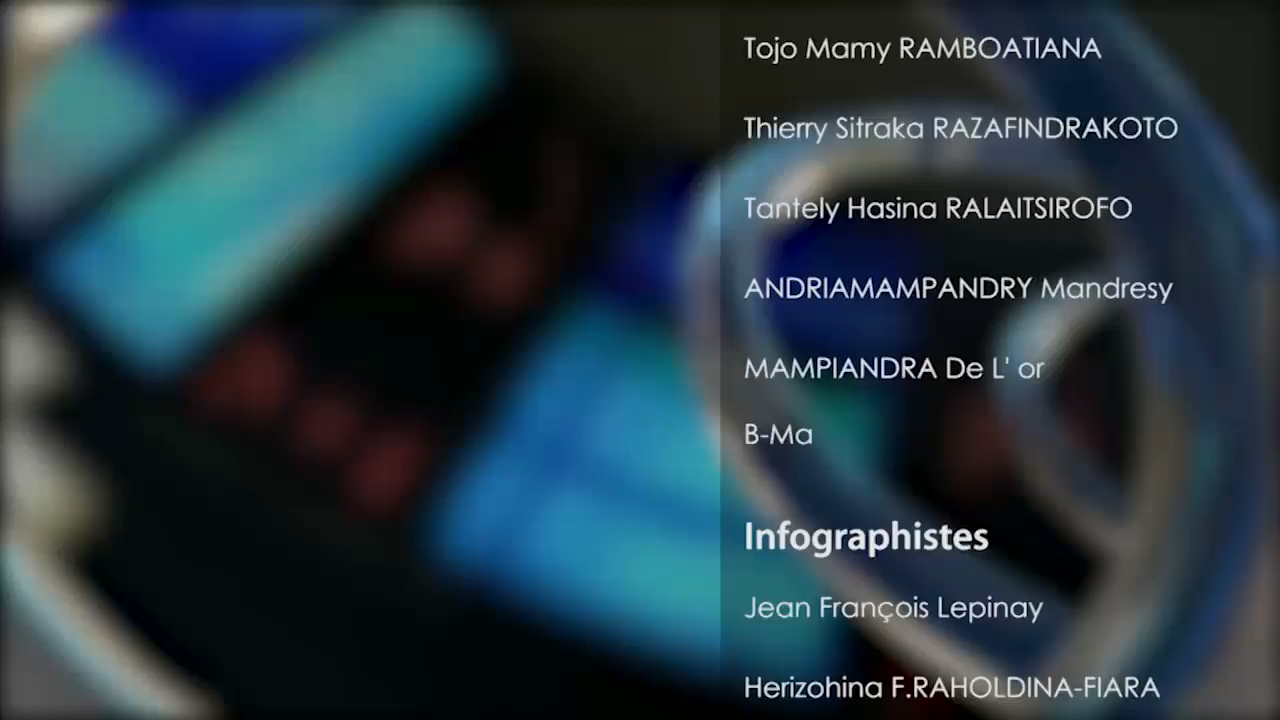 Tojo Mamy RAMBOATIANA
Thierry Sitraka RAZAFINDRAKOTO
Tantely Hasina RALAITSIROFO
ANDRIAMAMPANDRY Mandresy
MAMPIANDRA De L' or
B-Ma
Infographistes
Jean François Lepinay
Herizohina F.RAHOLDINA-FIARA